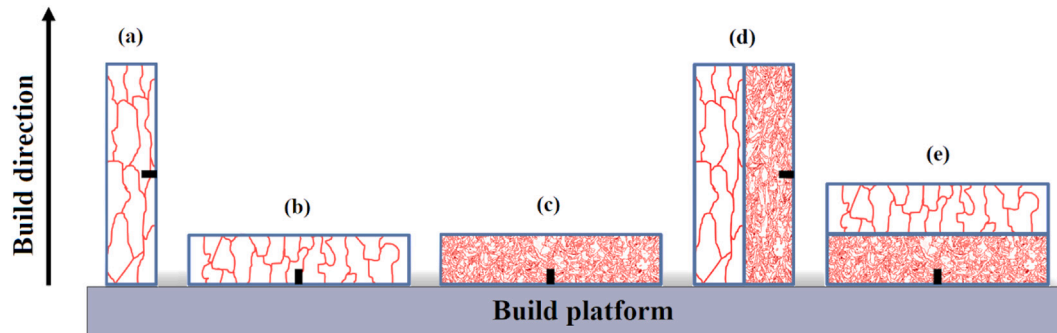 Build direction
(a)
(b)
(c)
(d)
(e)
Build platform